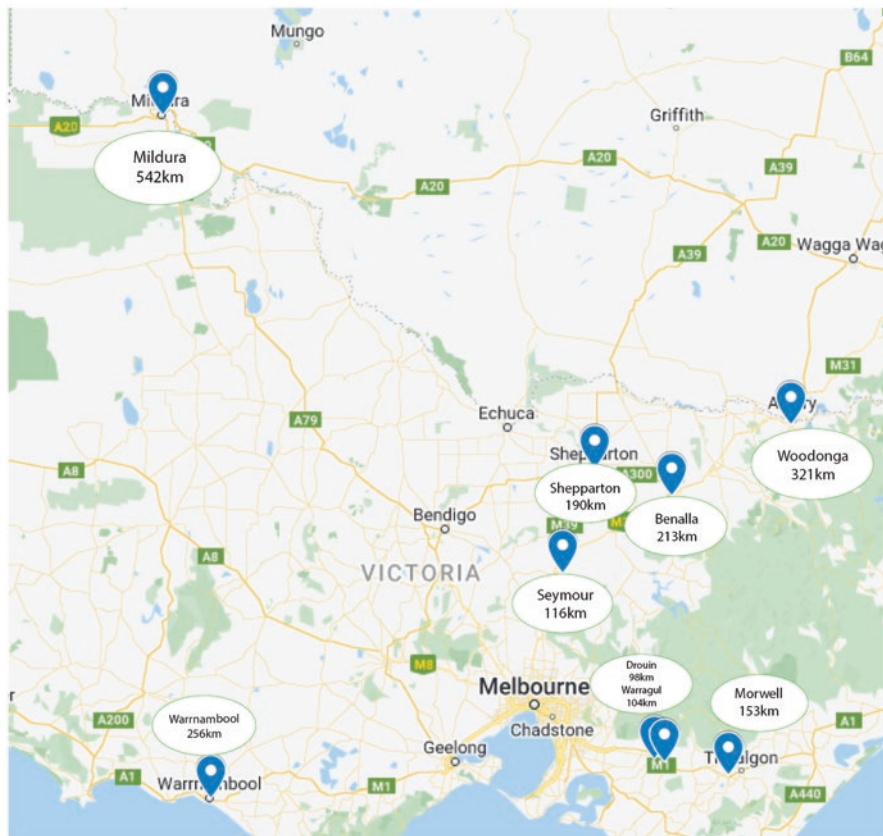 Mungo
B64
Mildura
A20
Griffith
A20
A39
Mildura
542km
A20
A20
Wagga Wag
A39
M31
Echuca
A79
Shepparton
A300
Woodonga
321km
A8
Shepparton
190km
Benalla
213km
Bendigo
M39
A8
VICTORIA
Seymour
116km
M8
Drouin
98km
Warragul
104km
Melbourne
Morwell
153km
r
A200
Warrnambool
256km
Chadstone
A1
Geelong
M1
A1
M1
Warrnambool
A440